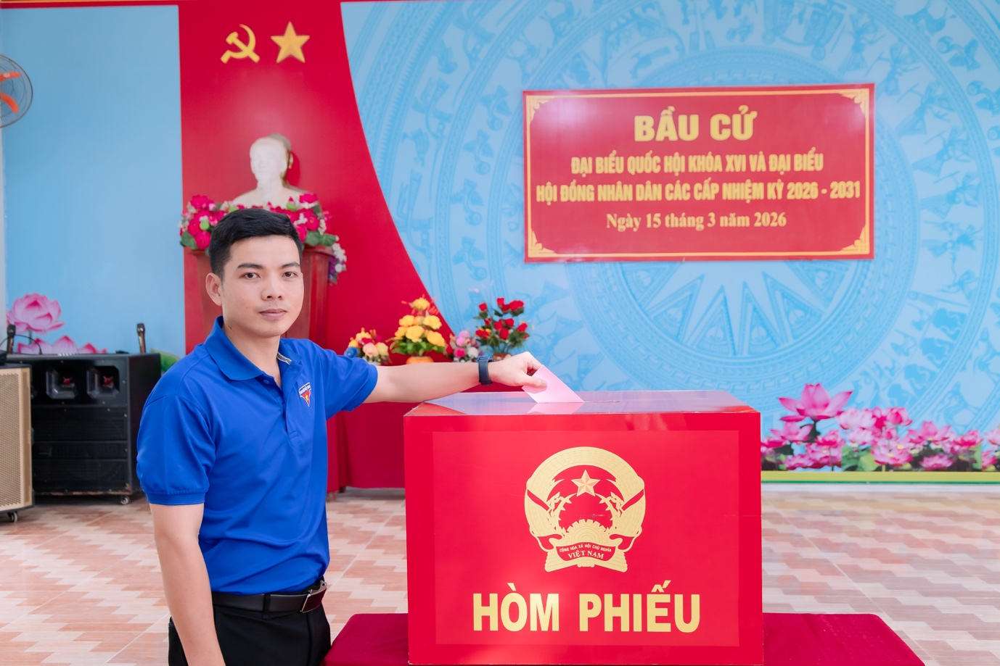 BẦU CỬ
ĐẠI BIỂU QUỐC HỘI KHÓA XVI VÀ ĐẠI BIỂU
HỘI ĐỒNG NHÂN DÂN CÁC CẤP NHIỆM KỲ 2026 - 2031
Ngày 15 tháng 3 năm 2026
CỘNG HÒA XÃ HỘI CHỦ NGHĨA
VIỆT NAM
HÒM PHIẾU